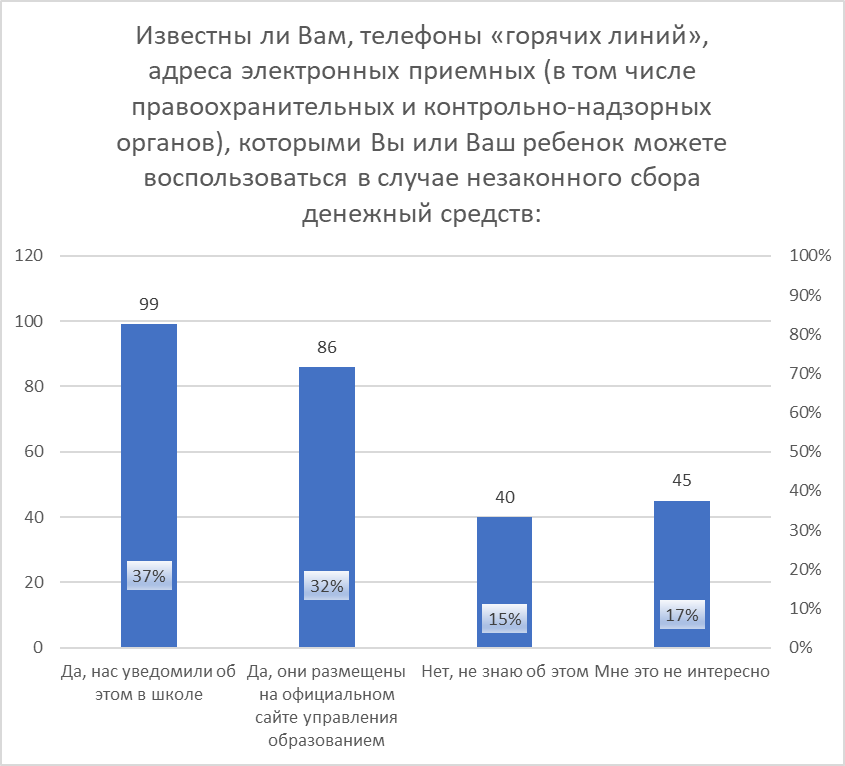 Известны ли Вам, телефоны «горячих линий»,
адреса электронных приемных (в том числе
правоохранительных и контрольно-надзорных
органов), которыми Вы или Ваш ребенок можете
воспользоваться в случае незаконного сбора
денежный средств:
120
100
80
60
40
20
0
100%
90%
80%
70%
60%
50%
40%
30%
20%
10%
0%
99
86
40
45
37%
32%
15%
17%
Да, нас уведомили об
этом в школе
Да, они размещены
на официальном
сайте управления
образованием
Нет, не знаю об этом
Мне это не интересно